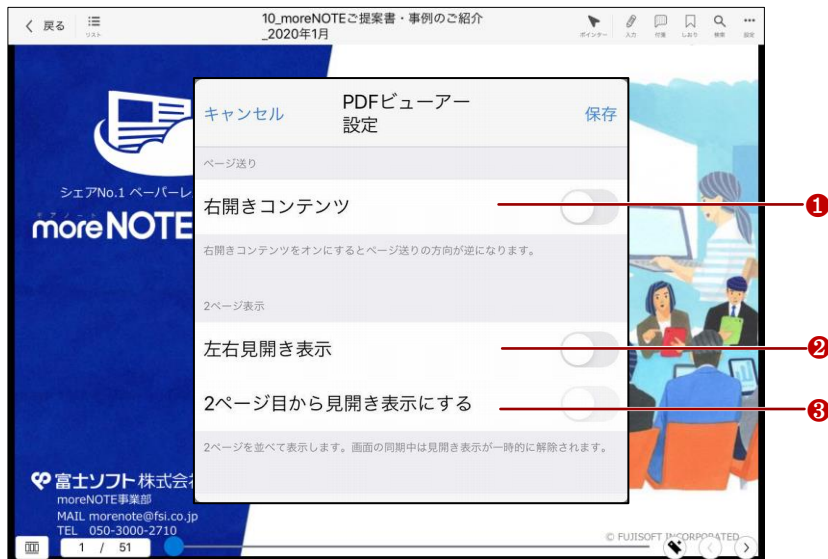 戻る
リスト
10_moreNOTEご提案書・事例のご紹介
_2020年1月
ポインター
入力
付箋
しおり
検索
設定
キャンセル
PDFビューアー
設定
保存
ページ送り
右開きコンテンツ
❶
右開きコンテンツをオンにするとページ送りの方向が逆になります。
2ページ表示
左右見開き表示
❷
2ページ目から見開き表示にする
❸
2ページを並べて表示します。画面の同期中は見開き表示が一時的に解除されます。
シェアNo.1 ペーパーレ
モアノート
moreNOTE
富士ソフト株式会社
moreNOTE事業部
MAIL morenote@fsi.co.jp
TEL 050-3000-2710
© FUJISOFT INCORPORATED
1 / 51